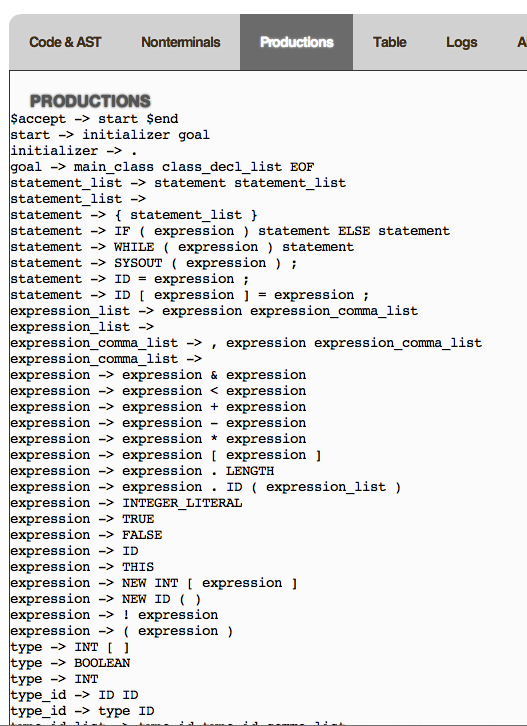 Code & AST Nonterminals Productions Table Logs A
PRODUCTIONS
$accept -> start $end
start -> initializer goal
initializer -> .
goal -> main_class class_decl_list EOF
statement_list -> statement statement_list
statement_list ->
statement -> { statement_list }
statement -> IF ( expression ) statement ELSE statement
statement -> WHILE ( expression ) statement
statement -> SYSOUT ( expression ) ;
statement -> ID = expression ;
statement -> ID [ expression ] = expression ;
expression_list -> expression expression_comma_list
expression_list ->
expression_comma_list -> , expression expression_comma_list
expression_comma_list ->
expression -> expression & expression
expression -> expression < expression
expression -> expression + expression
expression -> expression - expression
expression -> expression * expression
expression -> expression [ expression ]
expression -> expression . LENGTH
expression -> expression . ID ( expression_list )
expression -> INTEGER_LITERAL
expression -> TRUE
expression -> FALSE
expression -> ID
expression -> THIS
expression -> NEW INT [ expression ]
expression -> NEW ID ( )
expression -> ! expression
expression -> ( expression )
type -> INT [ ]
type -> BOOLEAN
type -> INT
type_id -> ID ID
type_id -> type ID
type_id_list -> type_id type_id_comma_list